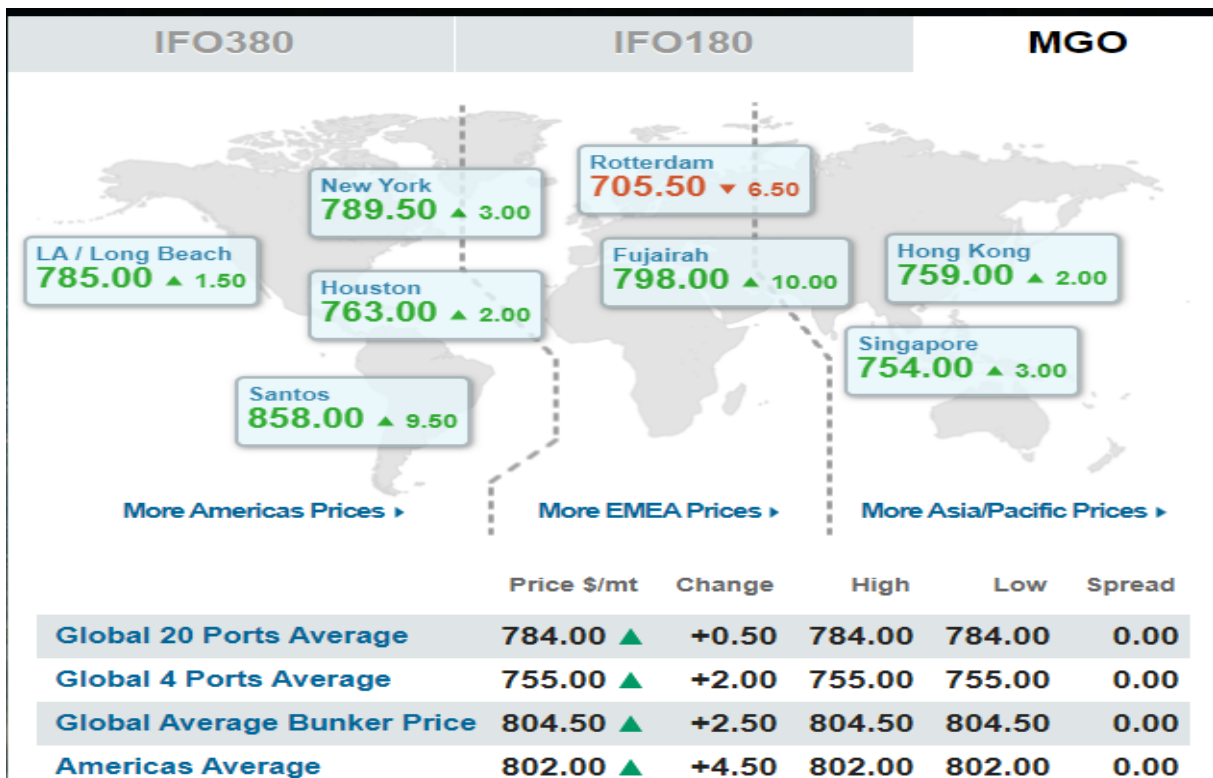 IFO380 IFO180 MGO
Rotterdam
705.50 ▼ 6.50
New York
789.50 ▲ 3.00
LA / Long Beach
785.00 ▲ 1.50
Fujairah
798.00 ▲ 10.00
Hong Kong
759.00 ▲ 2.00
Houston
763.00 ▲ 2.00
Singapore
754.00 ▲ 3.00
Santos
858.00 ▲ 9.50
More Americas Prices ▸ More EMEA Prices ▸ More Asia/Pacific Prices ▸
Price $/mt Change High Low Spread
Global 20 Ports Average 784.00 ▲ +0.50 784.00 784.00 0.00
Global 4 Ports Average 755.00 ▲ +2.00 755.00 755.00 0.00
Global Average Bunker Price 804.50 ▲ +2.50 804.50 804.50 0.00
Americas Average 802.00 ▲ +4.50 802.00 802.00 0.00